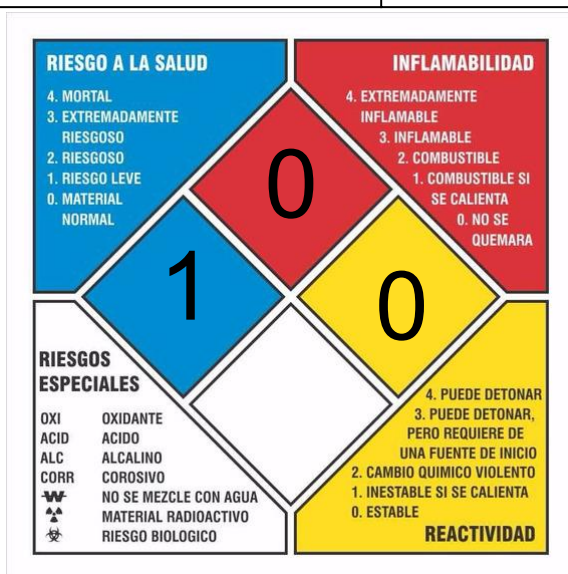 RIESGO A LA SALUD
4. MORTAL
3. EXTREMADAMENTE
RIESGOSO
2. RIESGOSO
1. RIESGO LEVE
0. MATERIAL
NORMAL
INFLAMABILIDAD
4. EXTREMADAMENTE
INFLAMABLE
3. INFLAMABLE
2. COMBUSTIBLE
1. COMBUSTIBLE SI
SE CALIENTA
0. NO SE
QUEMARA
0
1
0
RIESGOS
ESPECIALES
OXI OXIDANTE
ACID ACIDO
ALC ALCALINO
CORR COROSIVO
W NO SE MEZCLE CON AGUA
MATERIAL RADIOACTIVO
RIESGO BIOLOGICO
4. PUEDE DETONAR
3. PUEDE DETONAR,
PERO REQUIERE DE
UNA FUENTE DE INICIO
2. CAMBIO QUIMICO VIOLENTO
1. INESTABLE SI SE CALIENTA
0. ESTABLE
REACTIVIDAD